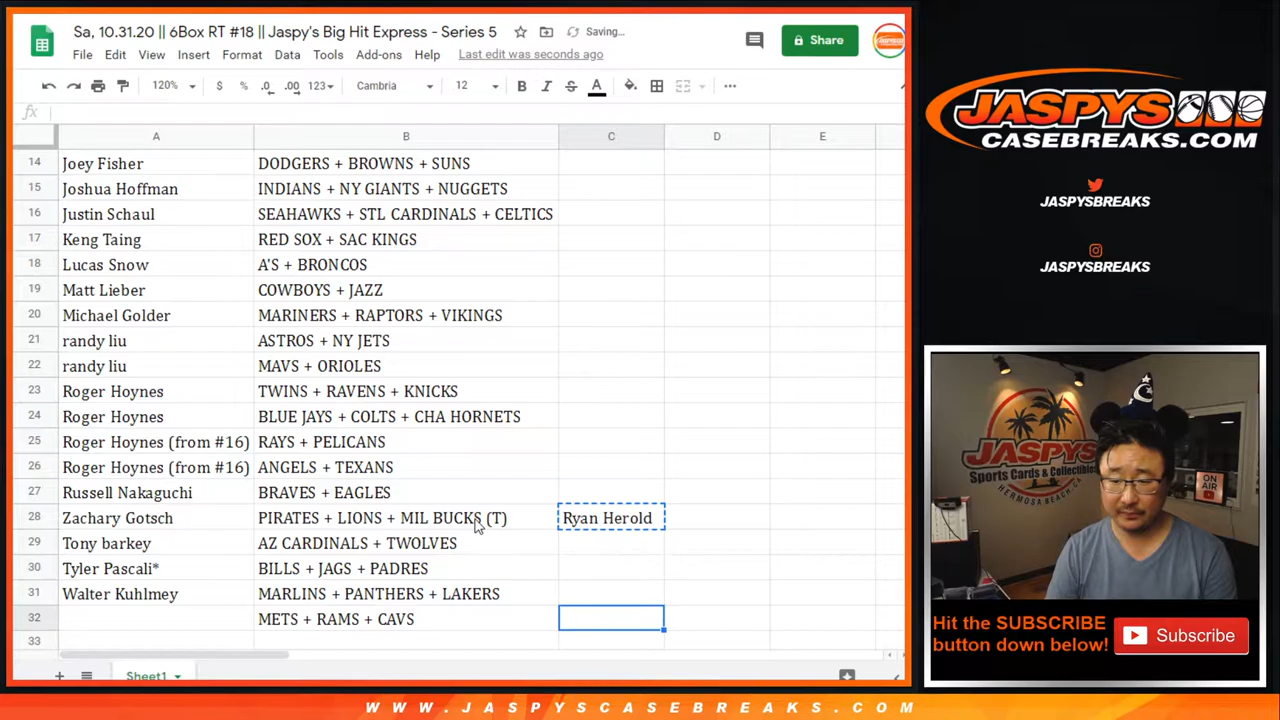 Sa, 10.31.20 || 6Box RT #18 || Jaspy's Big Hit Express - Series 5
Saving...
File Edit View Insert Format Data Tools Add-ons Help Last edit was seconds ago
Share
120% $ % .0 .00 123 Cambria 12 B I S A
fx
A B C D E
14 Joey Fisher DODGERS + BROWNS + SUNS
15 Joshua Hoffman INDIANS + NY GIANTS + NUGGETS
16 Justin Schaul SEAHAWKS + STL CARDINALS + CELTICS
17 Keng Taing RED SOX + SAC KINGS
18 Lucas Snow A'S + BRONCOS
19 Matt Lieber COWBOYS + JAZZ
20 Michael Golder MARINERS + RAPTORS + VIKINGS
21 randy liu ASTROS + NY JETS
22 randy liu MAVS + ORIOLES
23 Roger Hoynes TWINS + RAVENS + KNICKS
24 Roger Hoynes BLUE JAYS + COLTS + CHA HORNETS
25 Roger Hoynes (from #16) RAYS + PELICANS
26 Roger Hoynes (from #16) ANGELS + TEXANS
27 Russell Nakaguchi BRAVES + EAGLES
28 Zachary Gotsch PIRATES + LIONS + MIL BUCKS (T) Ryan Herold
29 Tony barkey AZ CARDINALS + TWOLVES
30 Tyler Pascali* BILLS + JAGS + PADRES
31 Walter Kuhlmey MARLINS + PANTHERS + LAKERS
32 METS + RAMS + CAVS
33
Sheet1
JASPYS
CASEBREAKS.COM
JASPYSBREAKS
JASPYSBREAKS
JASPY'S
Sports Cards & Collectibles
HERMOSA BEACH, CA
ON AIR
Hit the SUBSCRIBE
button down below!
Subscribe
WWW.JASPYSCASEBREAKS.COM